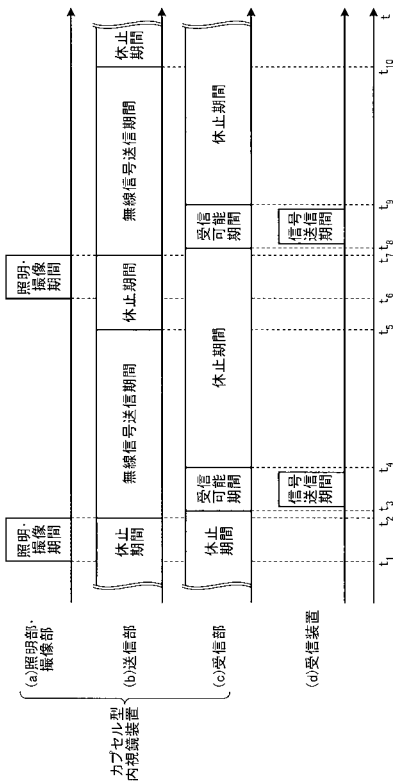 カプセル型
内視鏡装置
(a)照明部・
撮像部
照明・
撮像
期間
照明・
撮像
期間
(b)送信部
休止
期間
無線信号送信期間
休止期間
無線信号送信期間
休止
期間
(c)受信部
休止
期間
受信
可能
期間
休止期間
受信
可能
期間
休止期間
(d)受信装置
信号
送信
期間
信号
送信
期間
t1 t2 t3 t4 t5 t6 t7 t8 t9 t10 t